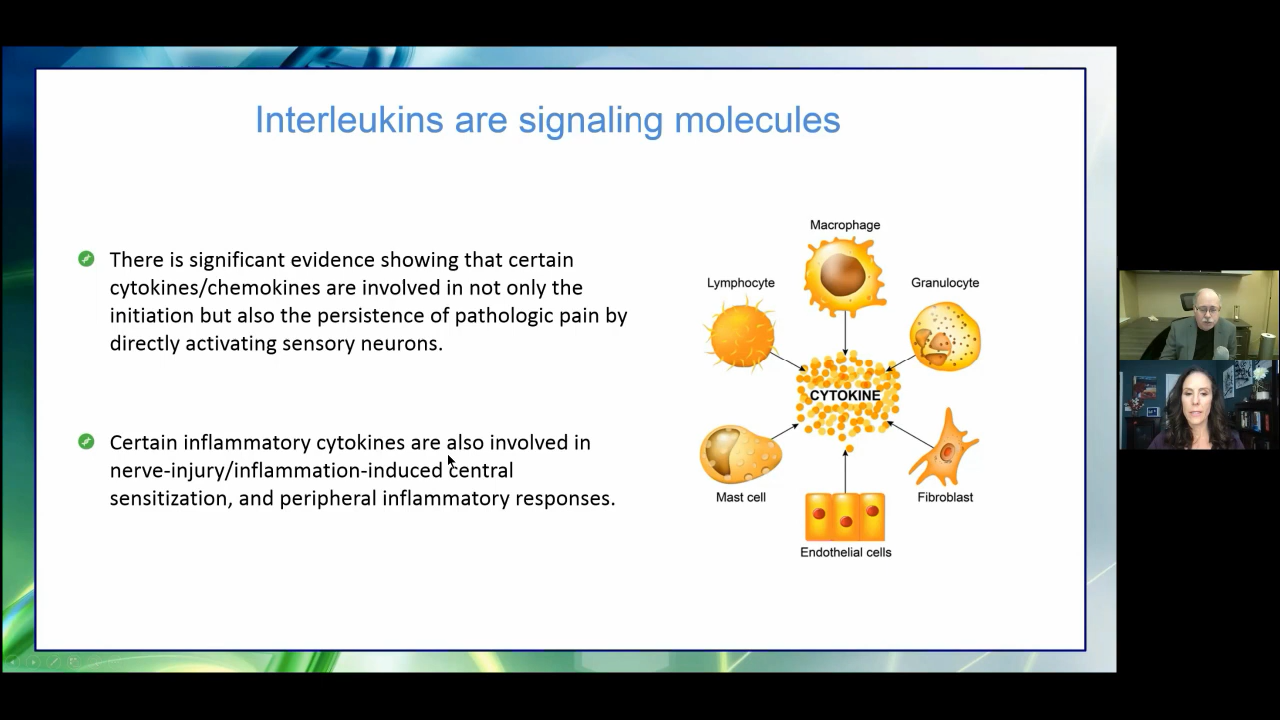 Interleukins are signaling molecules
There is significant evidence showing that certain
cytokines/chemokines are involved in not only the
initiation but also the persistence of pathologic pain by
directly activating sensory neurons.
Certain inflammatory cytokines are also involved in
nerve-injury/inflammation-induced central
sensitization, and peripheral inflammatory responses.
Macrophage
Lymphocyte
Granulocyte
CYTOKINE
Mast cell
Fibroblast
Endothelial cells